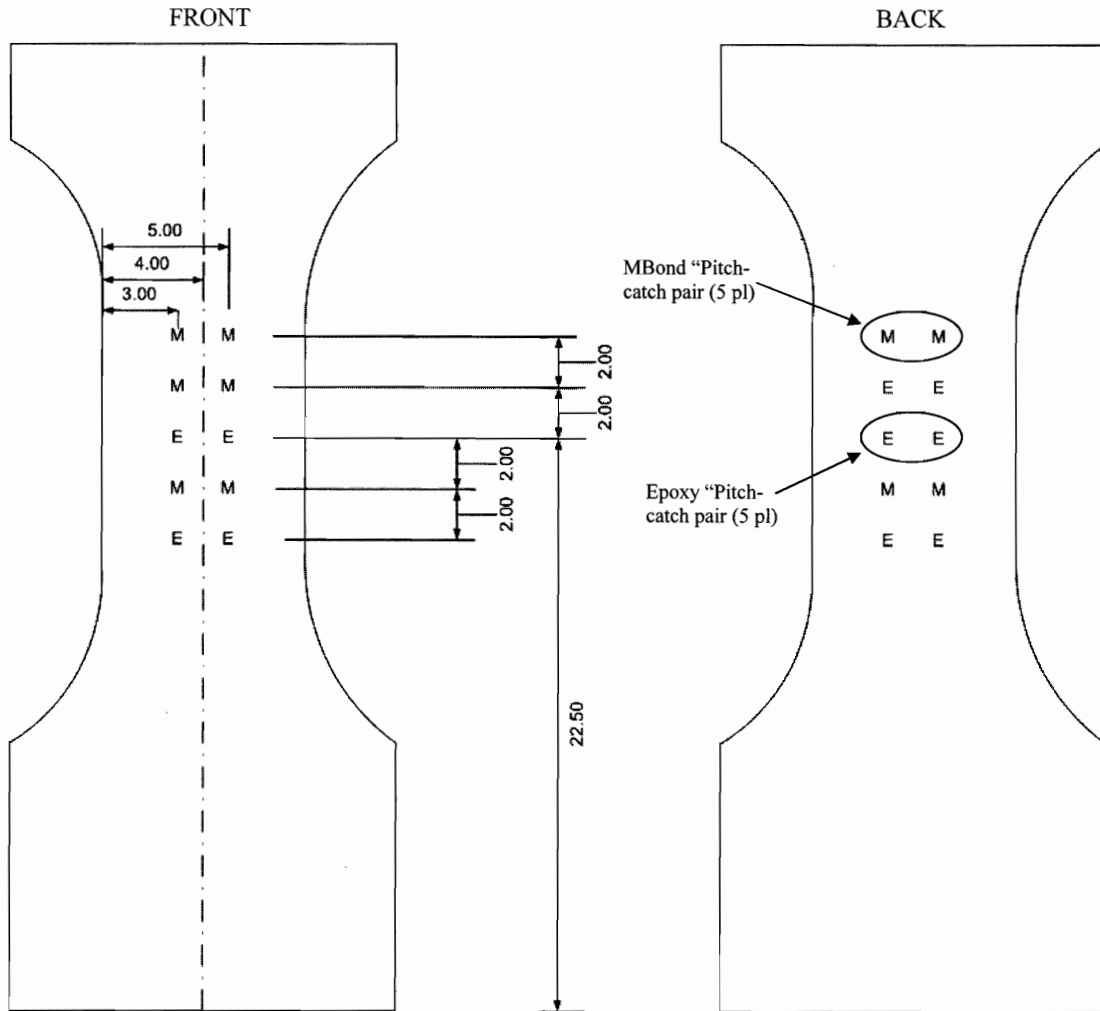 FRONT
BACK
5.00
4.00
3.00
MBond “Pitch-
catch pair (5 pl)
M M
M M
E E
M M
E E
2.00
2.00
2.00
2.00
22.50
M M
E E
E E
M M
E E
Epoxy “Pitch-
catch pair (5 pl)